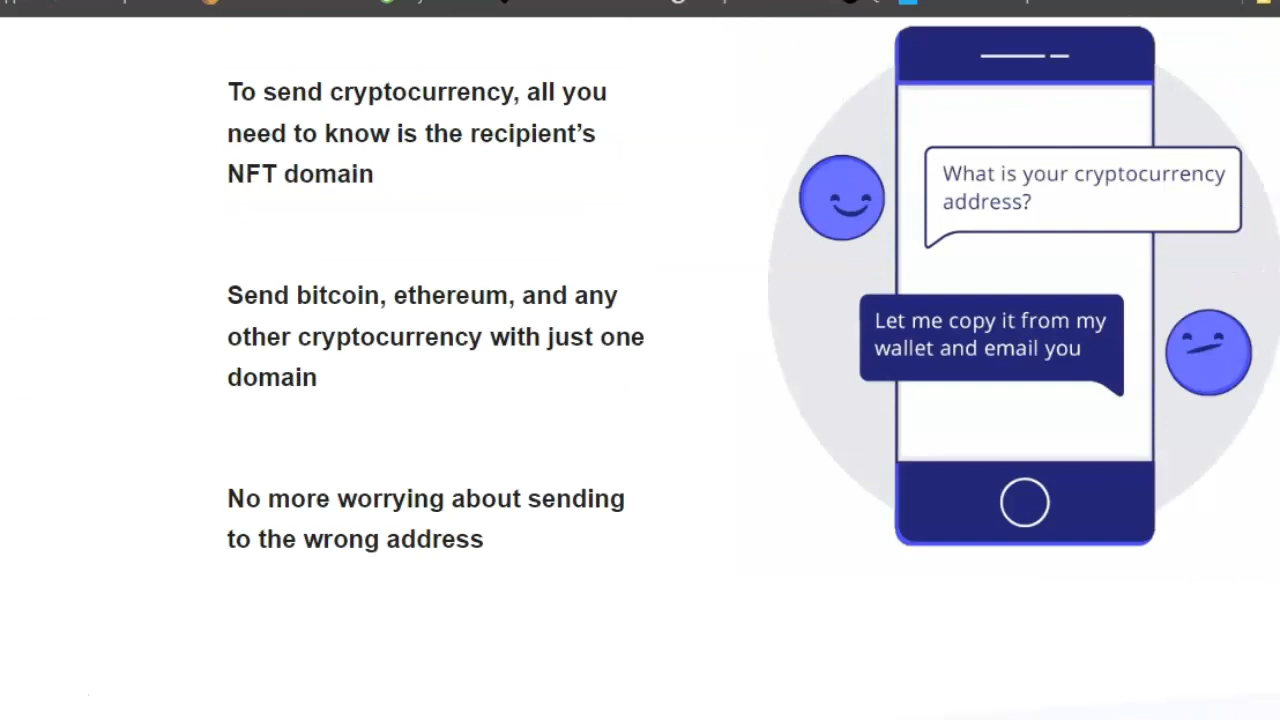 To send cryptocurrency, all you
need to know is the recipient’s
NFT domain
Send bitcoin, ethereum, and any
other cryptocurrency with just one
domain
No more worrying about sending
to the wrong address
What is your cryptocurrency
address?
Let me copy it from my
wallet and email you